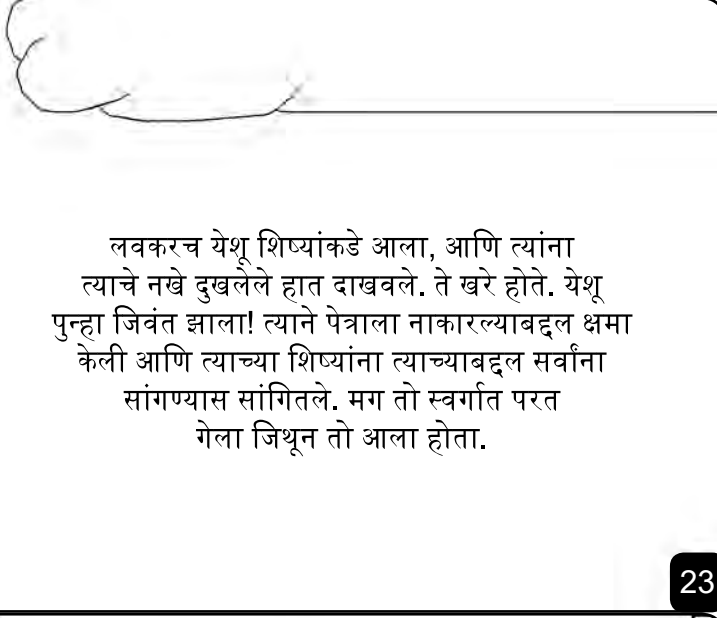 लवकरच येशू शिष्यांकडे आला, आणि त्यांना
त्याचे नखे दुखलेले हात दाखवले. ते खरे होते. येशू
पुन्हा जिवंत झाला! त्याने पेत्राला नाकारल्याबद्दल क्षमा
केली आणि त्याच्या शिष्यांना त्याच्याबद्दल सर्वांना
सांगण्यास सांगितले. मग तो स्वर्गात परत
गेला जिथून तो आला होता.
23